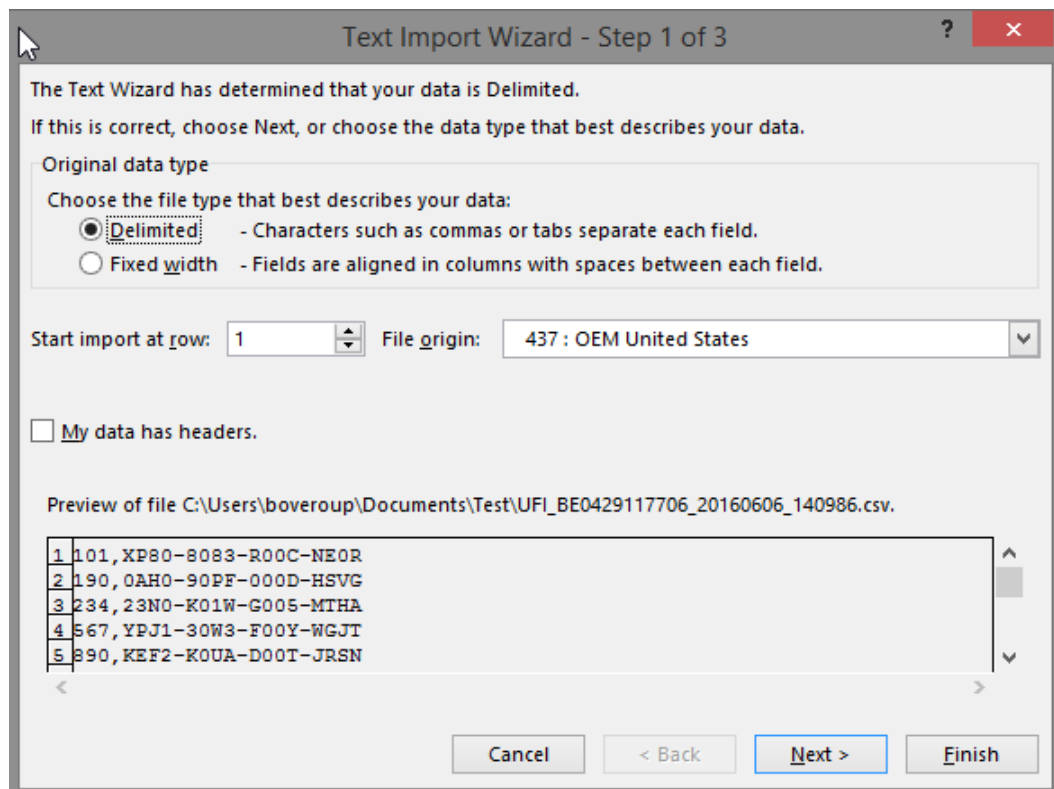 Text Import Wizard - Step 1 of 3 ? ×
The Text Wizard has determined that your data is Delimited.
If this is correct, choose Next, or choose the data type that best describes your data.
Original data type
Choose the file type that best describes your data:
Delimited - Characters such as commas or tabs separate each field.
Fixed width - Fields are aligned in columns with spaces between each field.
Start import at row: 1 File origin: 437 : OEM United States
My data has headers.
Preview of file C:\Users\boveroup\Documents\Test\UFI_BE0429117706_20160606_140986.csv.
1 101,XP80-8083-R00C-NE0R
2 190,0AH0-90PF-000D-HSVG
3 234,23N0-K01W-G005-MTHA
4 567,YPJ1-30W3-F00Y-WGJT
5 890,KEF2-K0UA-D00T-JRSN
Cancel < Back Next > Finish